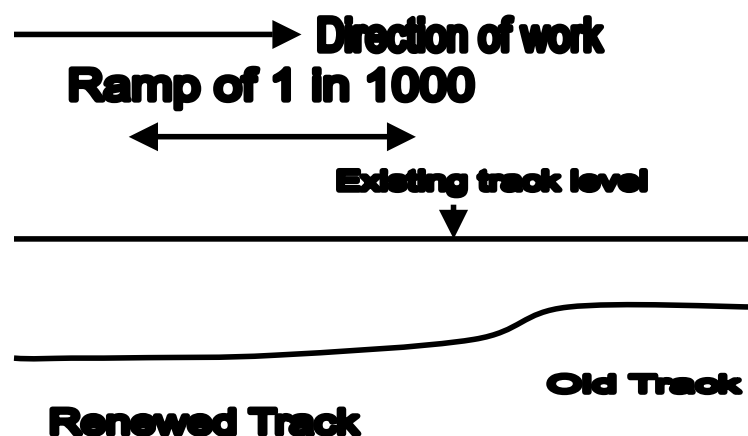 Direction of work
Ramp of 1 in 1000
Existing track level
Old Track
Renewed Track